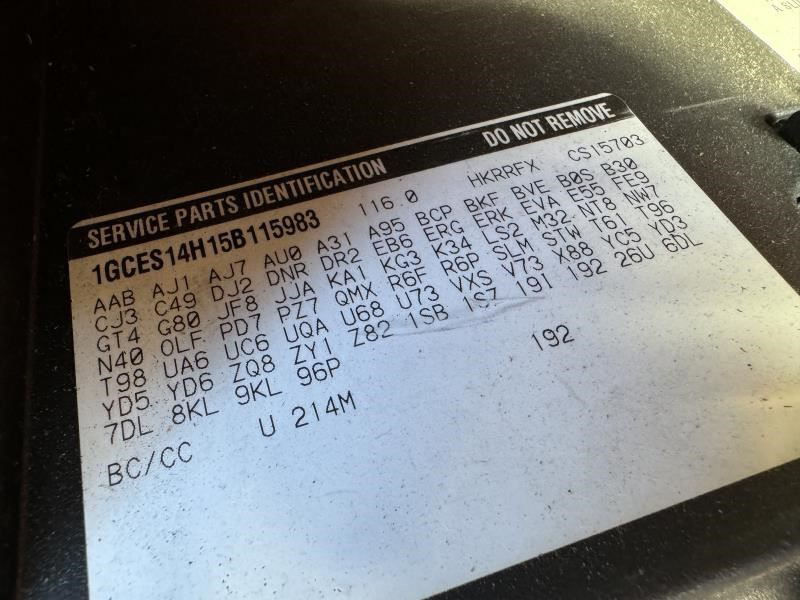 SERVICE PARTS IDENTIFICATION DO NOT REMOVE
1GCES14H15B115983 116.0 HKRRFX CS15703
AAB AJ1 AJ7 AU0 A31 A95 BCP BKF BVE B0S B30
CJ3 C49 DJ2 DNR DR2 EB6 ERG ERK EVA E55 FE9
GT4 G80 JF8 JJA KA1 KG3 K34 LS2 M32 NT8 NW7
N40 OLF PD7 PZ7 QMX R6F R6P SLM STW T61 T96
T98 UA6 UC6 UQA U68 U73 VXS V73 X88 YC5 YD3
YD5 YD6 ZQ8 ZY1 Z82 1SB 1SZ 191 192 26U 6DL
7DL 8KL 9KL 96P
192
BC/CC U 214M